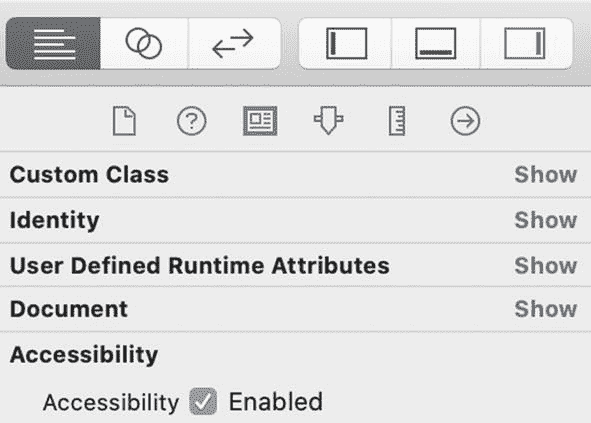 Custom Class Show
Identity Show
User Defined Runtime Attributes Show
Document Show
Accessibility
Accessibility Enabled